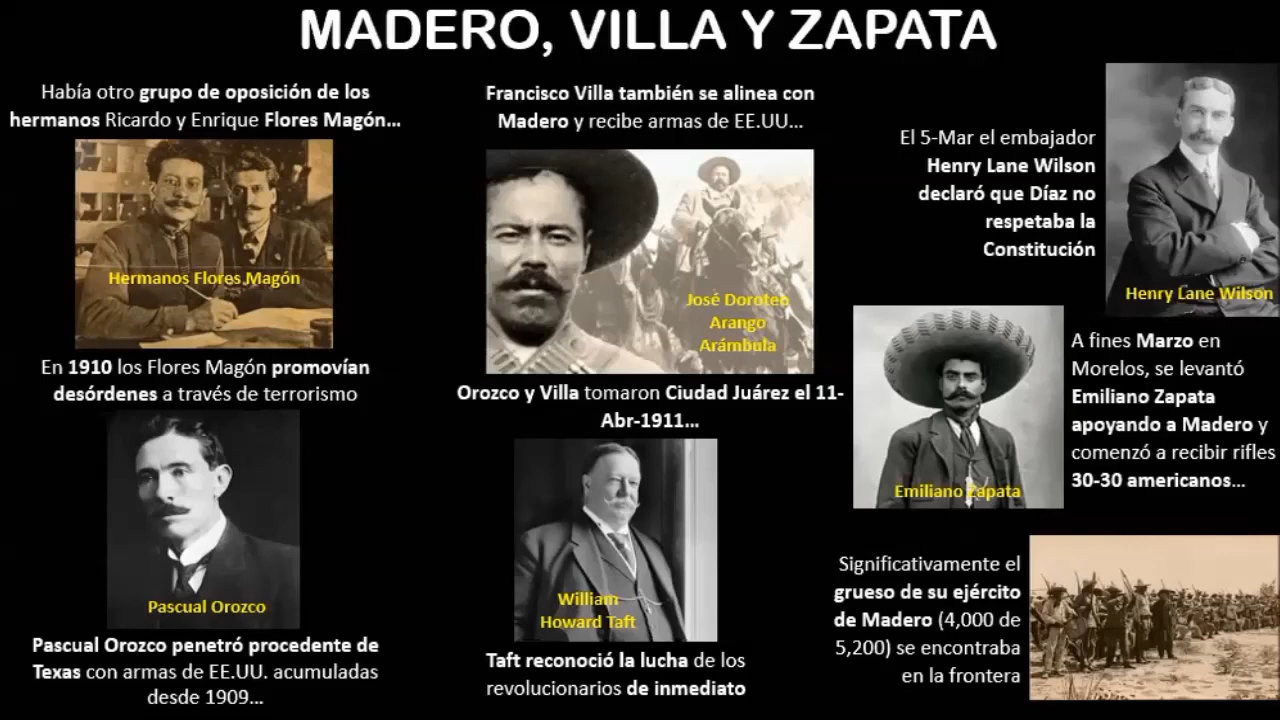 MADERO, VILLA Y ZAPATA
Había otro grupo de oposición de los
hermanos Ricardo y Enrique Flores Magón...
Hermanos Flores Magón
En 1910 los Flores Magón promovían
desórdenes a través de terrorismo
Pascual Orozco
Pascual Orozco penetró procedente de
Texas con armas de EE.UU. acumuladas
desde 1909...
Francisco Villa también se alinea con
Madero y recibe armas de EE.UU...
José Doroteo
Arango
Arámbula
Orozco y Villa tomaron Ciudad Juárez el 11-
Abr-1911...
William
Howard Taft
Taft reconoció la lucha de los
revolucionarios de inmediato
El 5-Mar el embajador
Henry Lane Wilson
declaró que Díaz no
respetaba la
Constitución
Henry Lane Wilson
Emiliano Zapata
A fines Marzo en
Morelos, se levantó
Emiliano Zapata
apoyando a Madero y
comenzó a recibir rifles
30-30 americanos...
Significativamente el
grueso de su ejército
de Madero (4,000 de
5,200) se encontraba
en la frontera